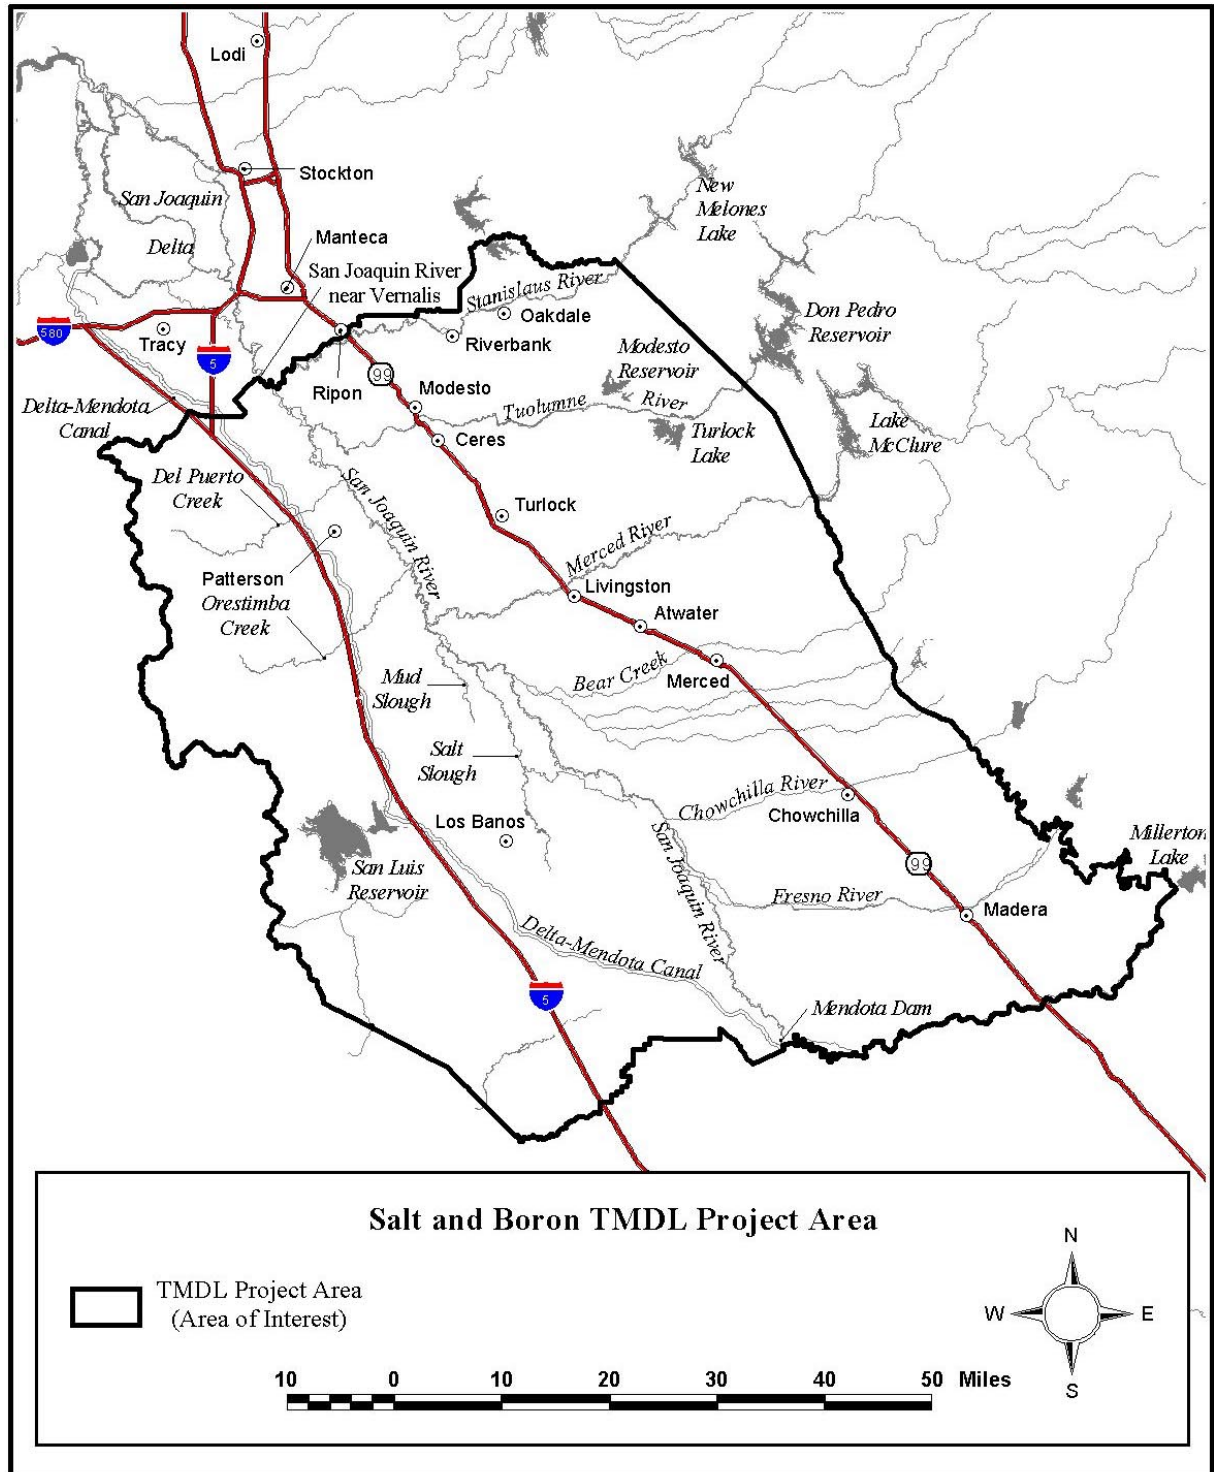 Lodi
Stockton
San Joaquin
Delta
Manteca
San Joaquin River
near Vernalis
New
Melones
Lake
Stanislaus River
Oakdale
Riverbank
Don Pedro
Reservoir
580
Tracy
5
Ripon
99
Modesto
Modesto
Reservoir
Tuolumne River
Delta-Mendota
Canal
Ceres
Turlock
Lake
Lake
McClure
Del Puerto
Creek
San Joaquin River
Turlock
Merced River
Patterson
Orestimba
Creek
Livingston
Atwater
Bear Creek
Merced
Mud
Slough
Salt
Slough
Chowchilla River
Chowchilla
Los Banos
San Luis
Reservoir
San Joaquin River
Millerton
Lake
99
Fresno River
Madera
Delta-Mendota Canal
5
Mendota Dam
Salt and Boron TMDL Project Area
TMDL Project Area
(Area of Interest)
N
W E
S
10 0 10 20 30 40 50 Miles